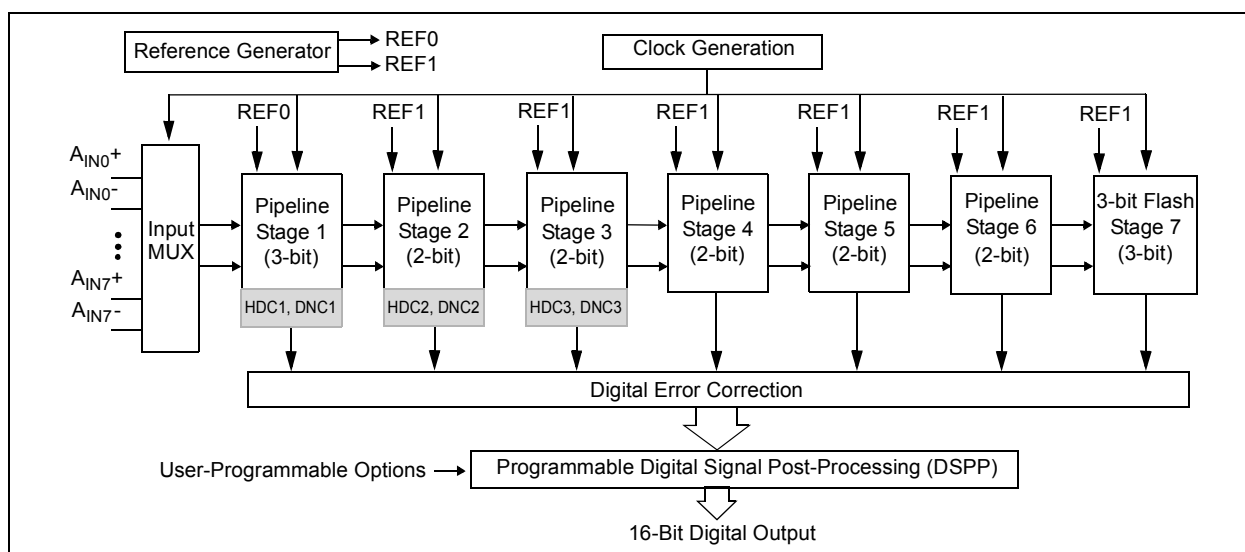 Reference Generator
REF0
REF1
Clock Generation
REF0
REF1
REF1
REF1
REF1
REF1
REF1
AIN0+
AIN0-
AIN7+
AIN7-
Input
MUX
Pipeline
Stage 1
(3-bit)
HDC1, DNC1
Pipeline
Stage 2
(2-bit)
HDC2, DNC2
Pipeline
Stage 3
(2-bit)
HDC3, DNC3
Pipeline
Stage 4
(2-bit)
Pipeline
Stage 5
(2-bit)
Pipeline
Stage 6
(2-bit)
3-bit Flash
Stage 7
(3-bit)
Digital Error Correction
User-Programmable Options
Programmable Digital Signal Post-Processing (DSPP)
16-Bit Digital Output